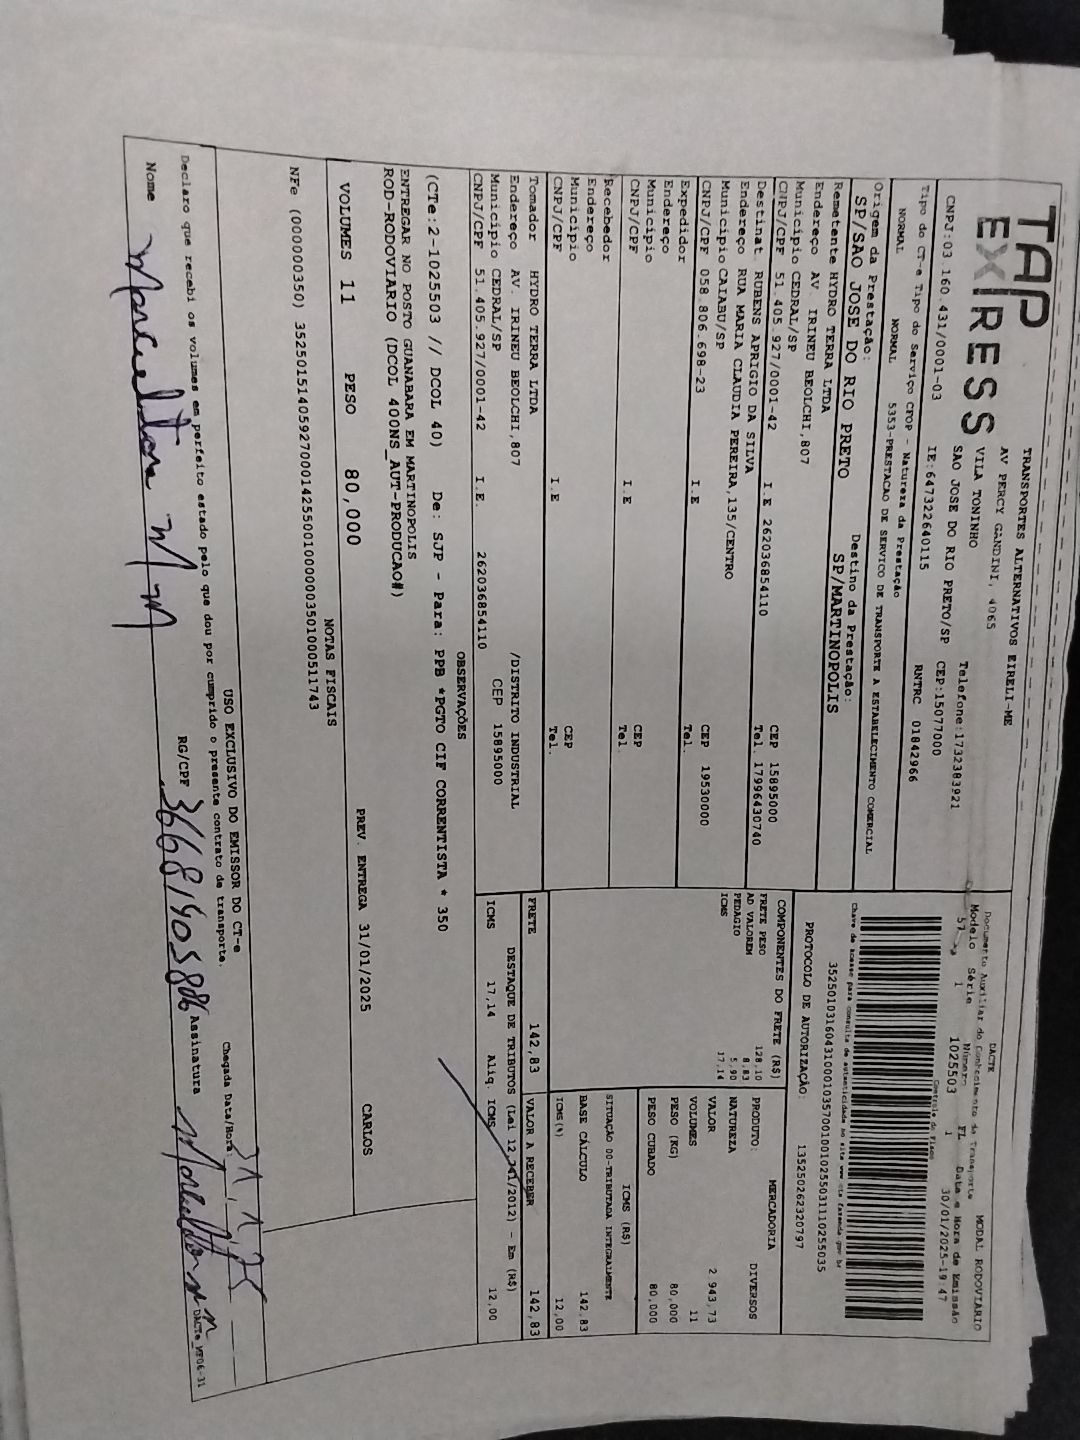 TAP
EXPRESS
TRANSPORTES ALTERNATIVOS EIRELI-ME
AV PERCY GANDINI, 4065
VILA TONINHO
SAO JOSE DO RIO PRETO/SP
Telefone:1732383921
CEP:15077000
CNPJ:03.160.431/0001-03
IE:647322640115
RNTRC 01842966
Tipo do CT-e Tipo do Serviço CFOP - Natureza da Prestação
NORMAL NORMAL 5353-PRESTACAO DE SERVICO DE TRANSPORTE A ESTABELECIMENTO COMERCIAL
Origem da Prestação: Destino da Prestação:
SP/SAO JOSE DO RIO PRETO SP/MARTINOPOLIS
Remetente HYDRO TERRA LTDA
Endereço AV. IRINEU BEOLCHI,807
Município CEDRAL/SP CEP 15895000
CNPJ/CPF 51.405.927/0001-42 I.E 262036854110 Tel. 17996430740
Destinat. RUBENS APRIGIO DA SILVA
Endereço RUA MARIA CLAUDIA PEREIRA,135/CENTRO
Município CAIABU/SP CEP 19530000
CNPJ/CPF 058.806.698-23 I.E Tel.
Expedidor
Endereço
Município CEP
CNPJ/CPF I.E Tel.
Recebedor
Endereço
Município CEP
CNPJ/CPF I.E Tel.
Tomador HYDRO TERRA LTDA
Endereço AV. IRINEU BEOLCHI,807 /DISTRITO INDUSTRIAL
Município CEDRAL/SP CEP 15895000
CNPJ/CPF 51.405.927/0001-42 I.E. 262036854110
DACTE MODAL RODOVIARIO
Documento Auxiliar do Conhecimento de Transporte
Modelo Série Número FL Data e Hora de Emissão
57 1 1025503 1 30/01/2025-19:47
Controle do Fisco
Chave de acesso para consulta de autenticidade no site www.cte.fazenda.gov.br
35250103160431000103570010010255031110255035
PROTOCOLO DE AUTORIZAÇÃO: 135250262320797
COMPONENTES DO FRETE (R$)
FRETE PESO 128,10
AD VALOREM 8,83
PEDAGIO 5,90
ICMS 17,14
MERCADORIA
PRODUTO: DIVERSOS
NATUREZA
VALOR 2.943,73
VOLUMES 11
PESO (KG) 80,000
PESO CUBADO 80,000
ICMS (R$)
SITUAÇÃO 00-TRIBUTADA INTEGRALMENTE
BASE CÁLCULO 142,83
ICMS(%) 12,00
FRETE 142,83 VALOR A RECEBER 142,83
DESTAQUE DE TRIBUTOS (Lei 12.741/2012) - Em (R$)
ICMS 17,14 Aliq. ICMS 12,00
OBSERVAÇÕES
(CTe:2-1025503 // DCOL 40) De: SJP - Para: PPB *PGTO CIF CORRENTISTA * 350
ENTREGAR NO POSTO GUANABARA EM MARTINOPOLIS
ROD-RODOVIARIO (DCOL 400NS_AUT-PRODUCAO#)
VOLUMES 11 PESO 80,000 PREV. ENTREGA 31/01/2025 CARLOS
NOTAS FISCAIS
NFe (0000000350) 35250151405927000142550010000003501000511743
USO EXCLUSIVO DO EMISSOR DO CT-e
Declaro que recebi os volumes em perfeito estado pelo que dou por cumprido o presente contrato de transporte.
Chegada Data/Hora: 31 1 25
Nome RG/CPF 36681905886 Assinatura
DACTe_MF06-31